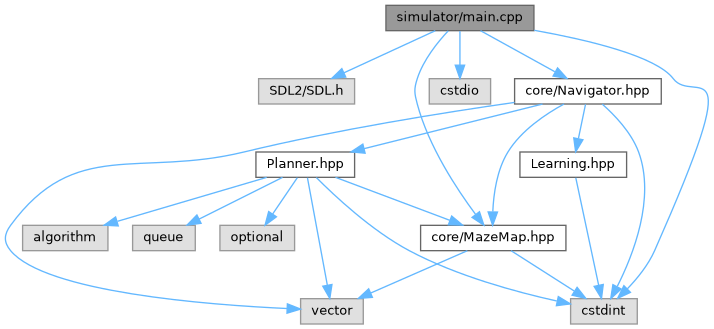 simulator/main.cpp
SDL2/SDL.h
cstdio
core/Navigator.hpp
Planner.hpp
Learning.hpp
algorithm
queue
optional
core/MazeMap.hpp
vector
cstdint